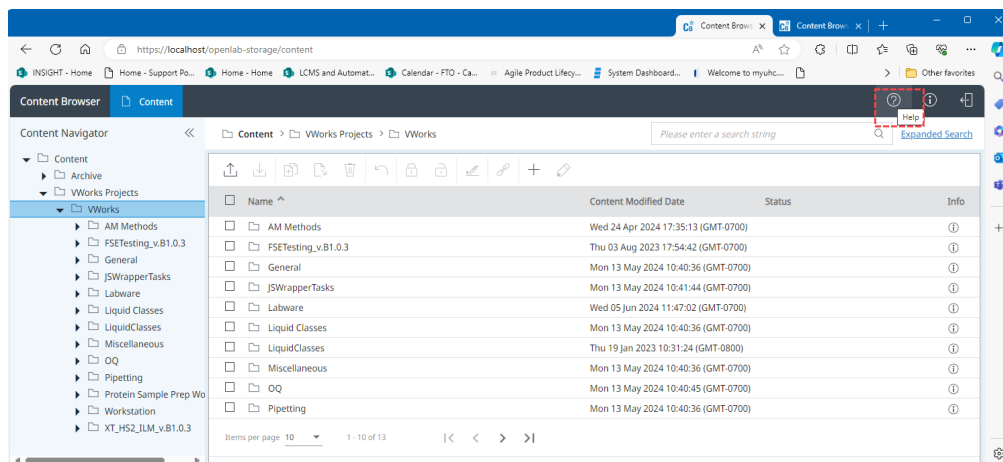 Content Brows
Content Brows
https://localhost/openlab-storage/content
INSIGHT - Home
Home - Support Po...
Home - Home
LCMS and Automat...
Calendar - FTO - Ca...
Agile Product Lifecy...
System Dashboard...
Welcome to myuhc....
Other favorites
Content Browser
Content
Help
Content Navigator
Content > VWorks Projects > VWorks
Please enter a search string
Expanded Search
Content
Archive
VWorks Projects
VWorks
AM Methods
FSETesting_v.B1.0.3
General
JSWrapperTasks
Labware
Liquid Classes
LiquidClasses
Miscellaneous
OQ
Pipetting
Protein Sample Prep Wo
Workstation
XT_HS2_ILM_v.B1.0.3
Name Content Modified Date Status Info
AM Methods Wed 24 Apr 2024 17:35:13 (GMT-0700)
FSETesting_v.B1.0.3 Thu 03 Aug 2023 17:54:42 (GMT-0700)
General Mon 13 May 2024 10:40:36 (GMT-0700)
JSWrapperTasks Mon 13 May 2024 10:41:44 (GMT-0700)
Labware Wed 05 Jun 2024 11:47:02 (GMT-0700)
Liquid Classes Mon 13 May 2024 10:40:36 (GMT-0700)
LiquidClasses Thu 19 Jan 2023 10:31:24 (GMT-0800)
Miscellaneous Mon 13 May 2024 10:40:36 (GMT-0700)
OQ Mon 13 May 2024 10:40:45 (GMT-0700)
Pipetting Mon 13 May 2024 10:40:36 (GMT-0700)
Items per page 10 1 - 10 of 13